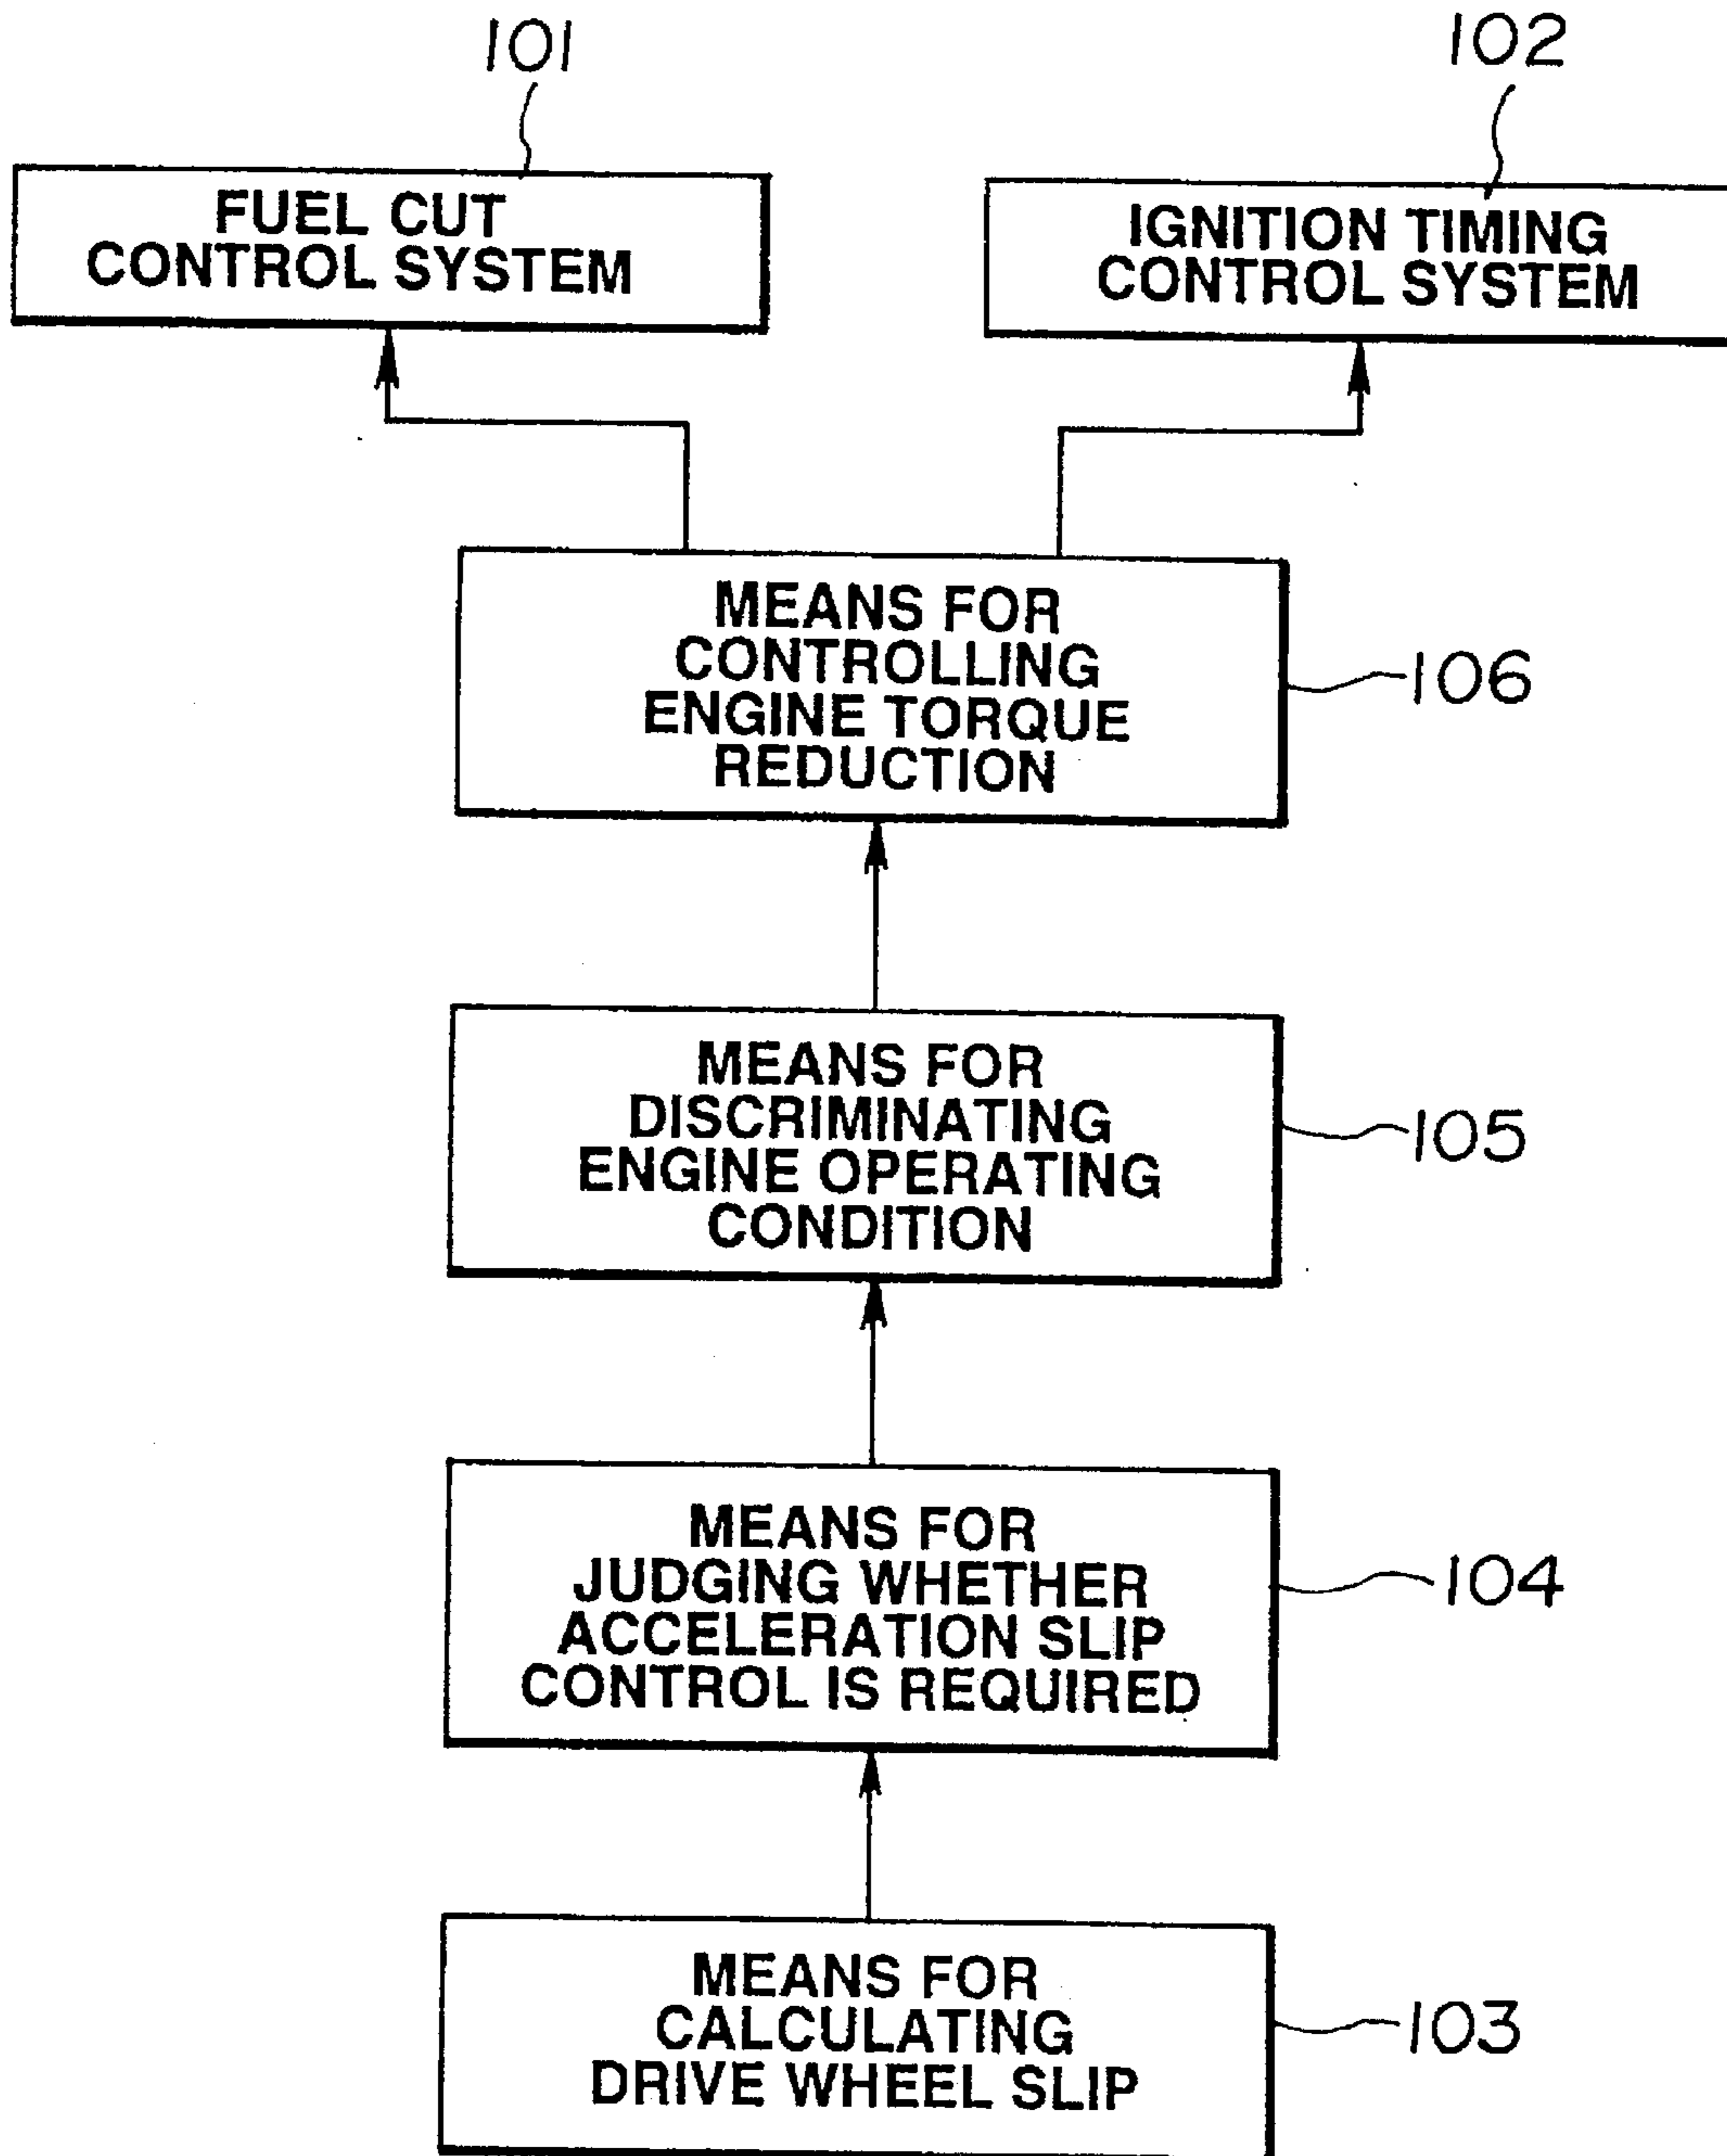 101
102
FUEL CUT
CONTROL SYSTEM
IGNITION TIMING
CONTROL SYSTEM
MEANS FOR
CONTROLLING
ENGINE TORQUE
REDUCTION
106
MEANS FOR
DISCRIMINATING
ENGINE OPERATING
CONDITION
105
MEANS FOR
JUDGING WHETHER
ACCELERATION SLIP
CONTROL IS REQUIRED
104
MEANS FOR
CALCULATING
DRIVE WHEEL SLIP
103